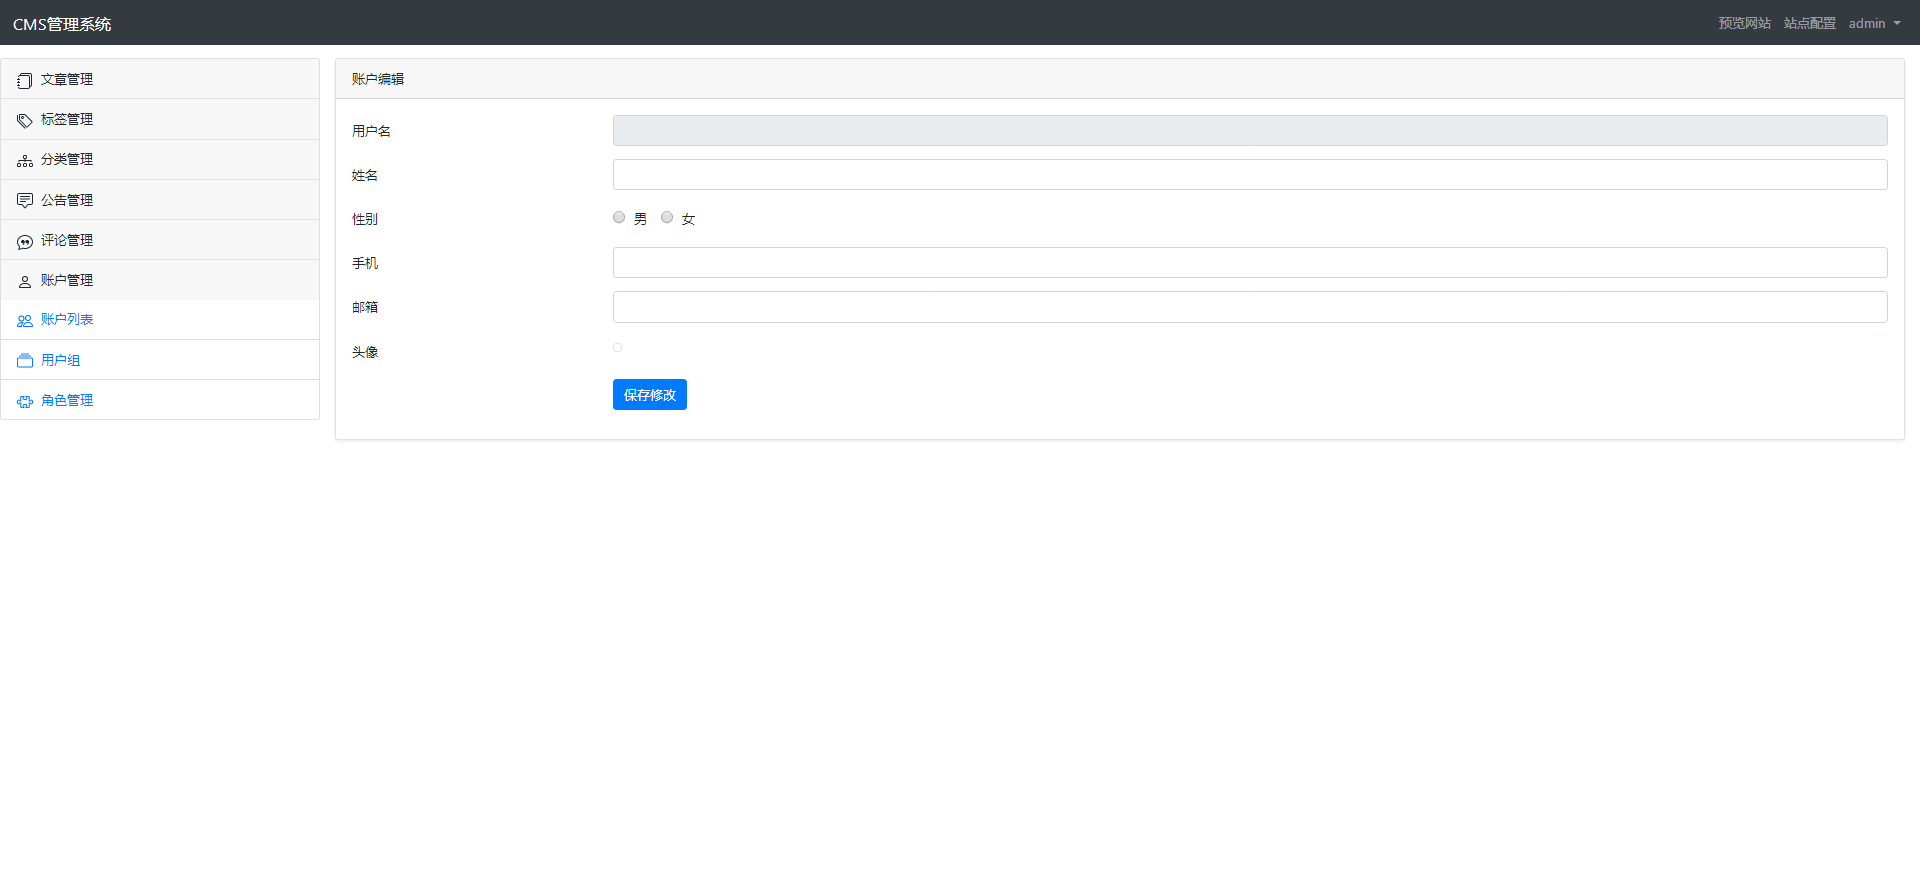 CMS管理系统
预览网站 站点配置 admin
文章管理
标签管理
分类管理
公告管理
评论管理
账户管理
账户列表
用户组
角色管理
账户编辑
用户名
姓名
性别 男 女
手机
邮箱
头像
保存修改